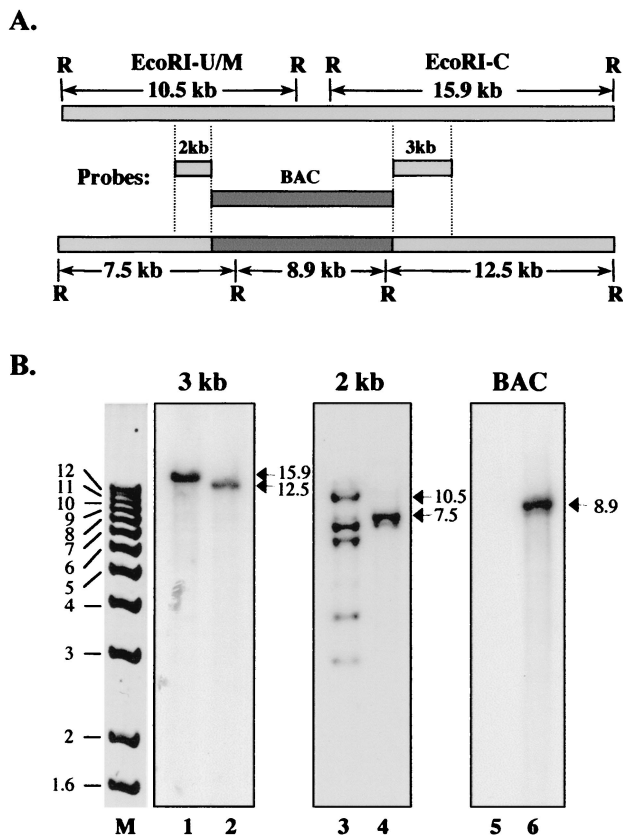 A.
R EcoRI-U/M R R EcoRI-C R
10.5 kb 15.9 kb
2kb 3kb
Probes: BAC
7.5 kb 8.9 kb 12.5 kb
R R R R
B.
3 kb 2 kb BAC
12
11
10
9
8
7
6
5
4
3
2
1.6
15.9
12.5
10.5
7.5
8.9
M 1 2 3 4 5 6